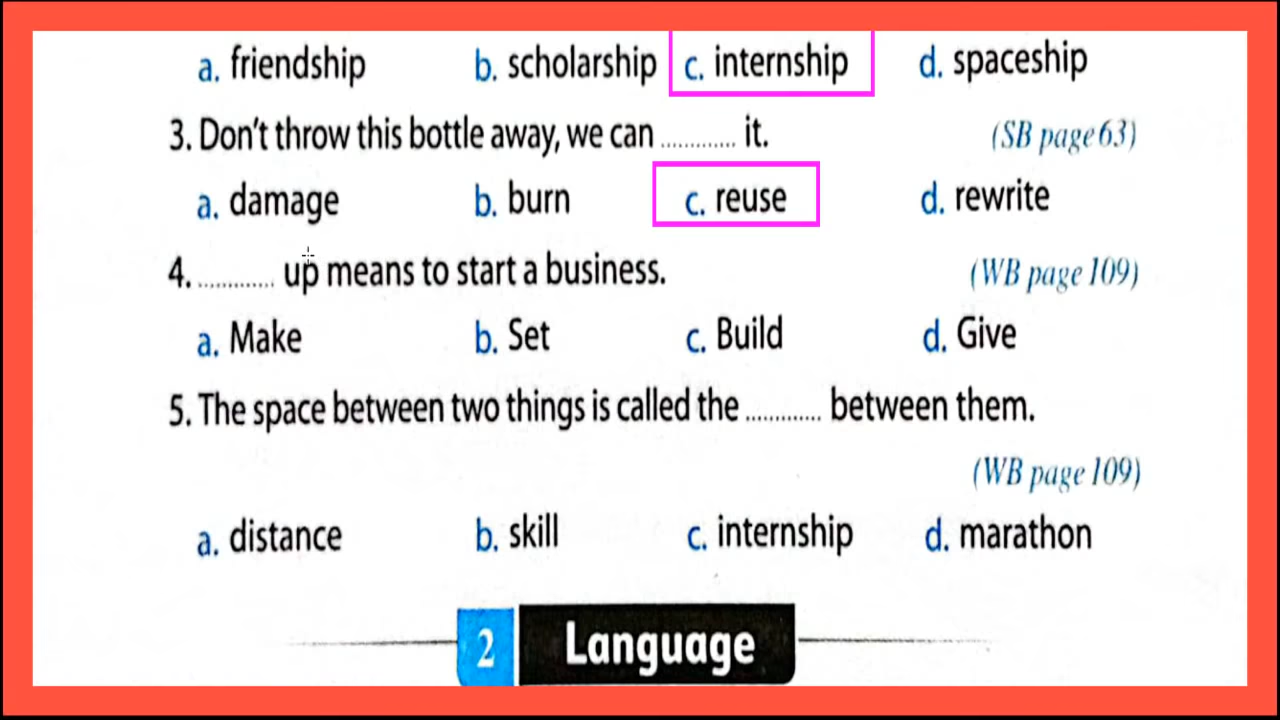 a. friendship b. scholarship c. internship d. spaceship
3. Don't throw this bottle away, we can ............. it. (SB page 63)
a. damage b. burn c. reuse d. rewrite
4. ............. up means to start a business. (WB page 109)
a. Make b. Set c. Build d. Give
5. The space between two things is called the ............. between them.
(WB page 109)
a. distance b. skill c. internship d. marathon
2 Language